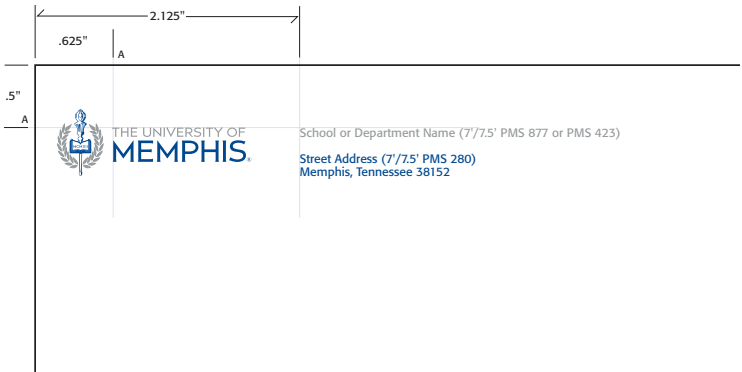 2.125"
.625"
A
.5"
A
THE UNIVERSITY OF
MEMPHIS®
School or Department Name (7'/7.5' PMS 877 or PMS 423)
Street Address (7'/7.5' PMS 280)
Memphis, Tennessee 38152